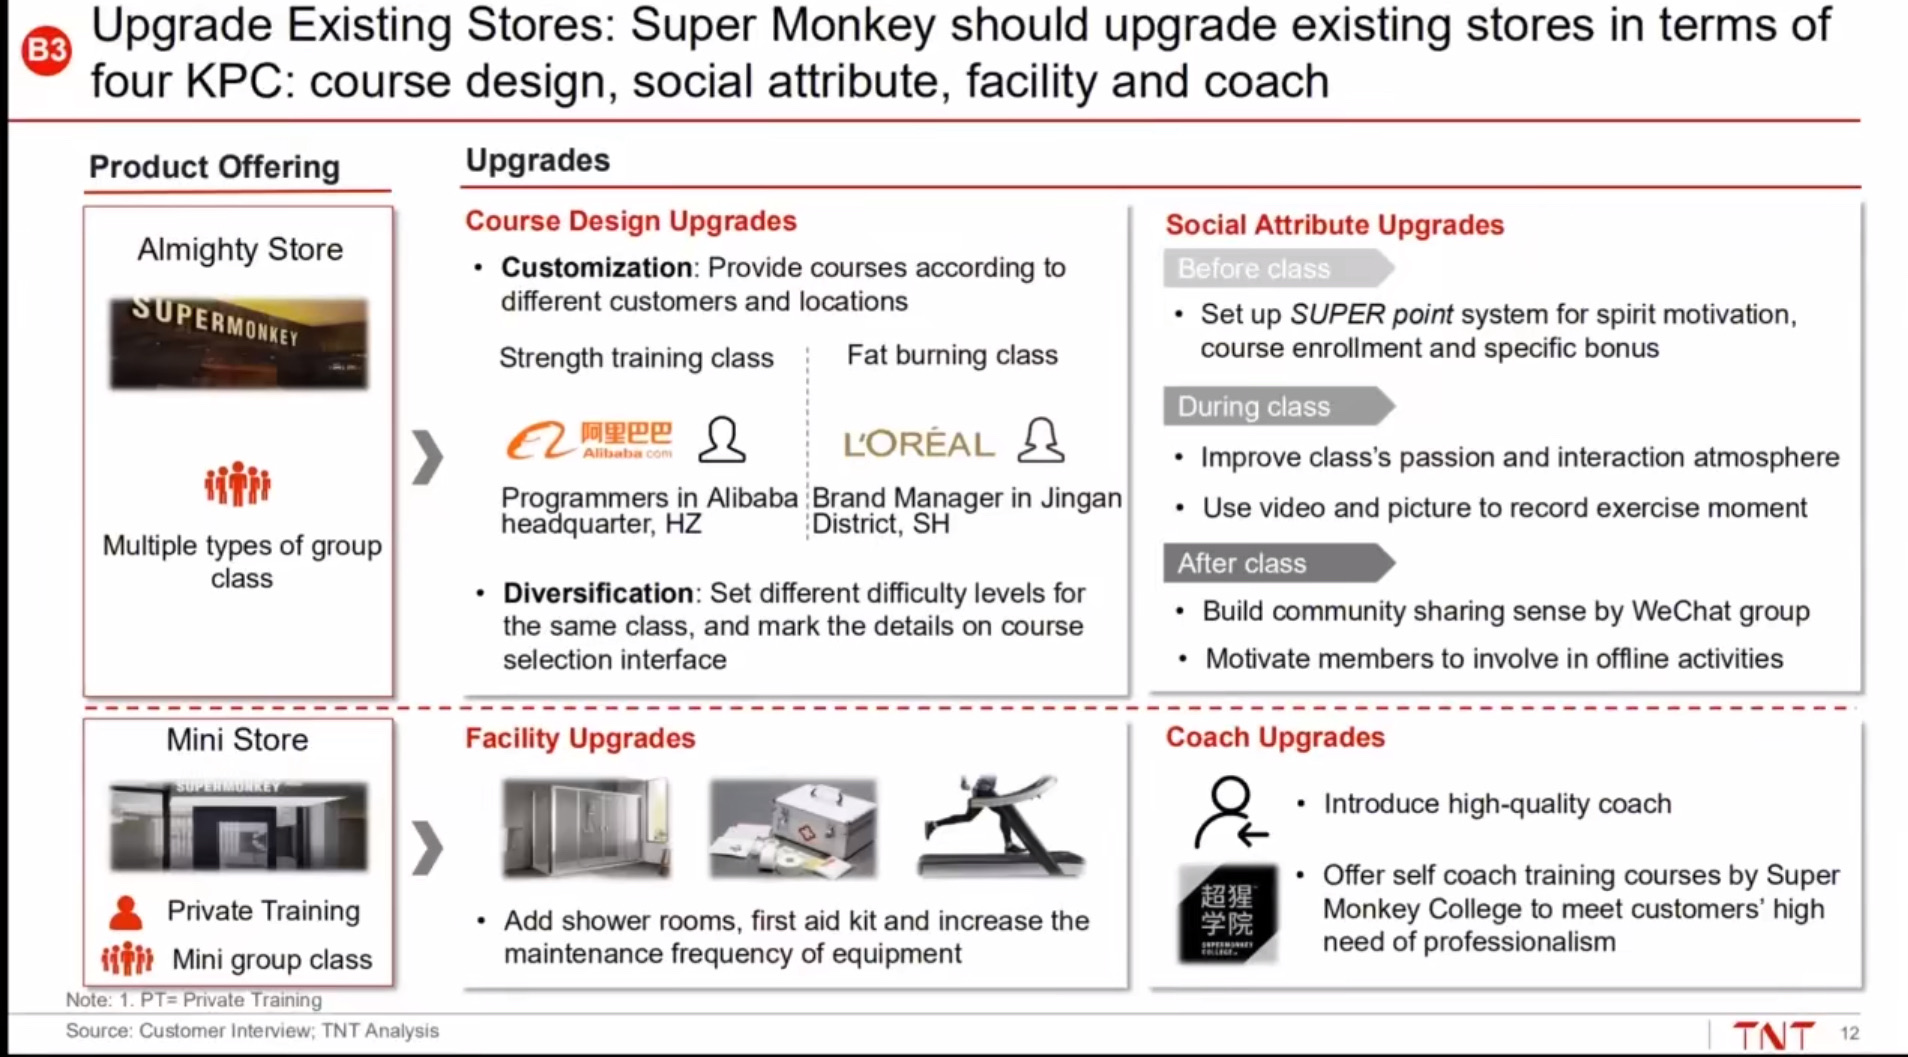 B3
Upgrade Existing Stores: Super Monkey should upgrade existing stores in terms of
four KPC: course design, social attribute, facility and coach
Product Offering
Almighty Store
SUPERMONKEY
Multiple types of group
class
Mini Store
SUPERMONKEY
Private Training
Mini group class
Upgrades
Course Design Upgrades
• Customization: Provide courses according to
different customers and locations
Strength training class
阿里巴巴
Alibaba.com
Programmers in Alibaba
headquarter, HZ
Fat burning class
L'ORÉAL
Brand Manager in Jingan
District, SH
• Diversification: Set different difficulty levels for
the same class, and mark the details on course
selection interface
Social Attribute Upgrades
Before class
• Set up SUPER point system for spirit motivation,
course enrollment and specific bonus
During class
• Improve class's passion and interaction atmosphere
• Use video and picture to record exercise moment
After class
• Build community sharing sense by WeChat group
• Motivate members to involve in offline activities
Facility Upgrades
• Add shower rooms, first aid kit and increase the
maintenance frequency of equipment
Coach Upgrades
• Introduce high-quality coach
超猩
学院
SUPERMONKEY
COLLEGE
• Offer self coach training courses by Super
Monkey College to meet customers' high
need of professionalism
Note: 1. PT= Private Training
Source: Customer Interview; TNT Analysis
TNT
12